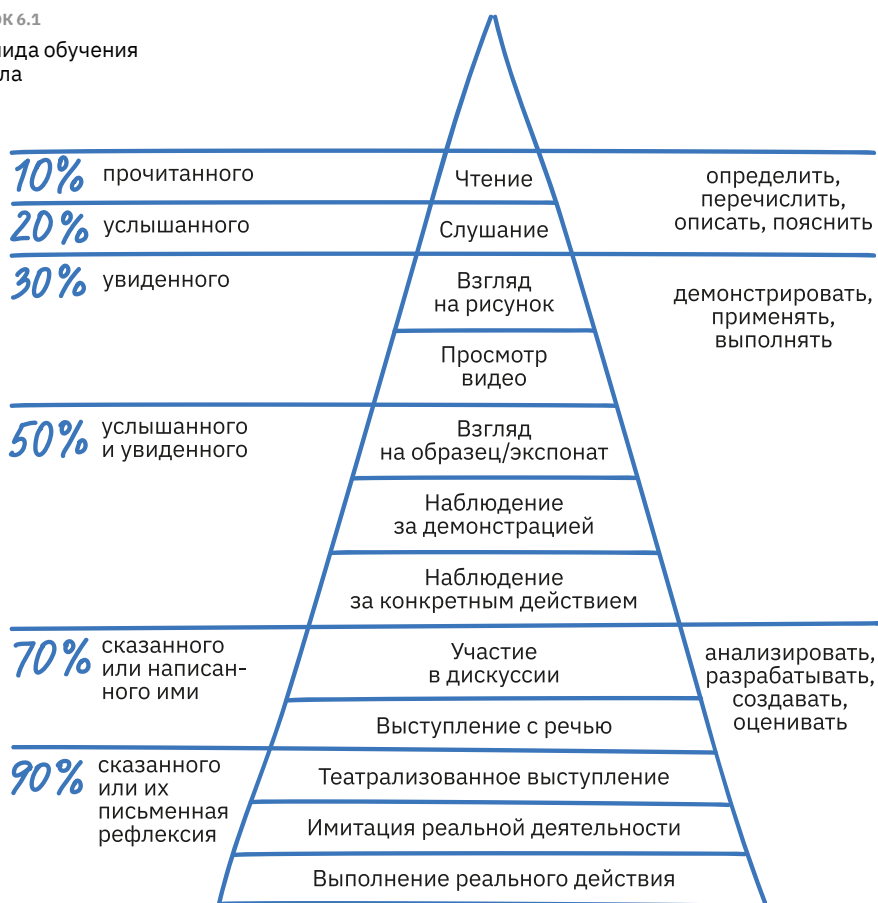 ОК 6.1
ида обучения
ла
10% прочитанного
Чтение
определить,
перечислить,
описать, пояснить
20% услышанного
Слушание
30% увиденного
Взгляд
на рисунок
демонстрировать,
применять,
выполнять
Просмотр
видео
50% услышанного
и увиденного
Взгляд
на образец/экспонат
Наблюдение
за демонстрацией
Наблюдение
за конкретным действием
70% сказанного
или написан-
ного ими
Участие
в дискуссии
анализировать,
разрабатывать,
создавать,
оценивать
Выступление с речью
90% сказанного
или их
письменная
рефлексия
Театрализованное выступление
Имитация реальной деятельности
Выполнение реального действия